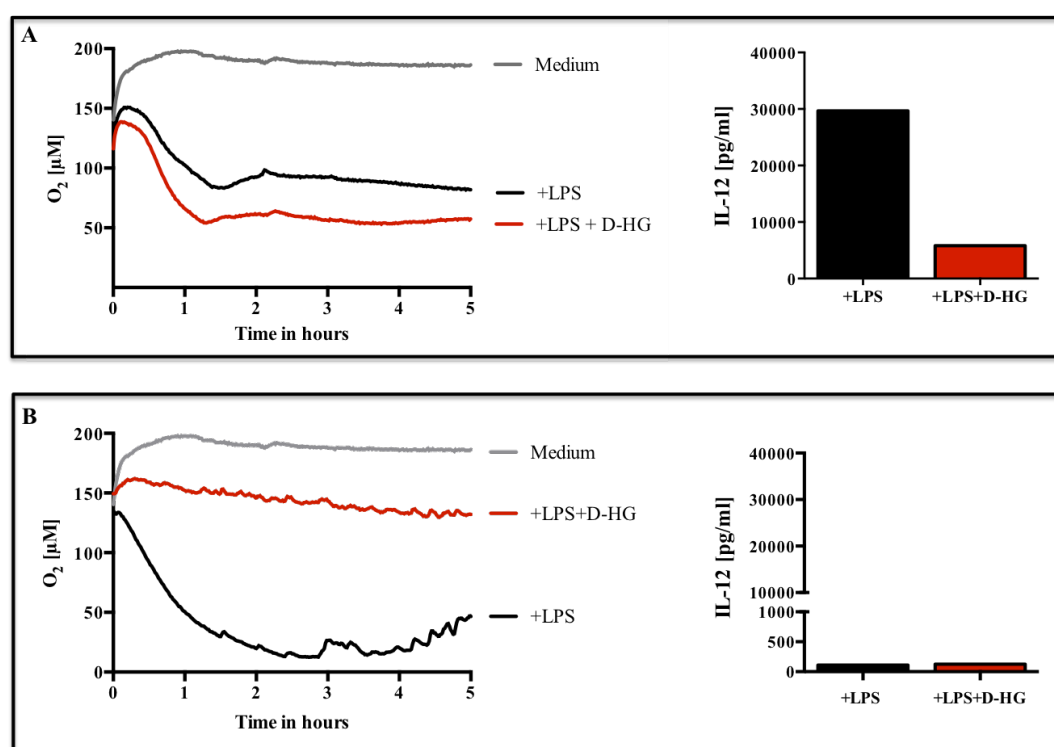 A
200
150
100
50
O2 [µM]
0 1 2 3 4 5
Time in hours
Medium
+LPS
+LPS + D-HG
40000
30000
20000
10000
0
IL-12 [pg/ml]
+LPS +LPS+D-HG
B
200
150
100
50
0
O2 [µM]
0 1 2 3 4 5
Time in hours
Medium
+LPS+D-HG
+LPS
40000
30000
20000
10000
1000
500
0
IL-12 [pg/ml]
+LPS +LPS+D-HG